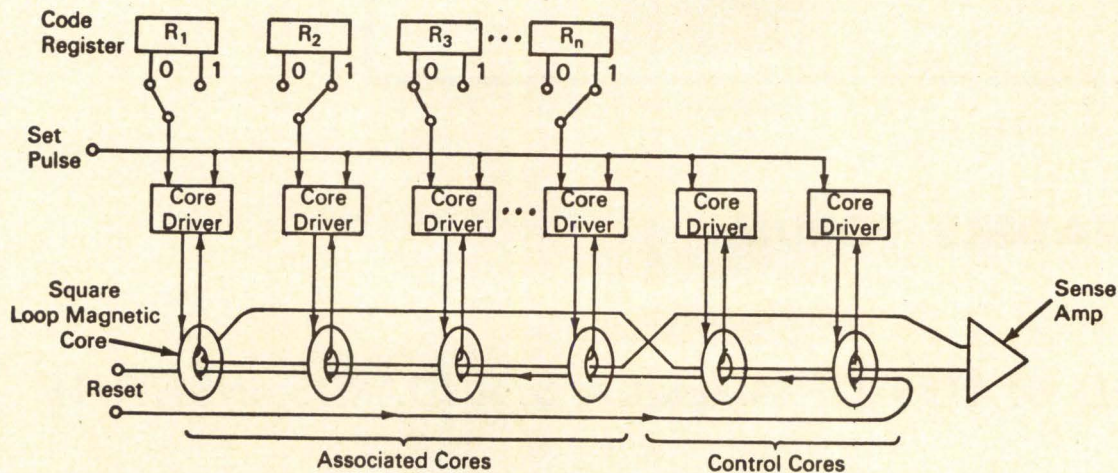 Code
Register
R1
R2
R3
•••
Rn
0 1
0 1
0 1
0 1
Set
Pulse
Core
Driver
Core
Driver
Core
Driver
•••
Core
Driver
Core
Driver
Core
Driver
Square
Loop Magnetic
Core
Sense
Amp
Reset
Associated Cores
Control Cores